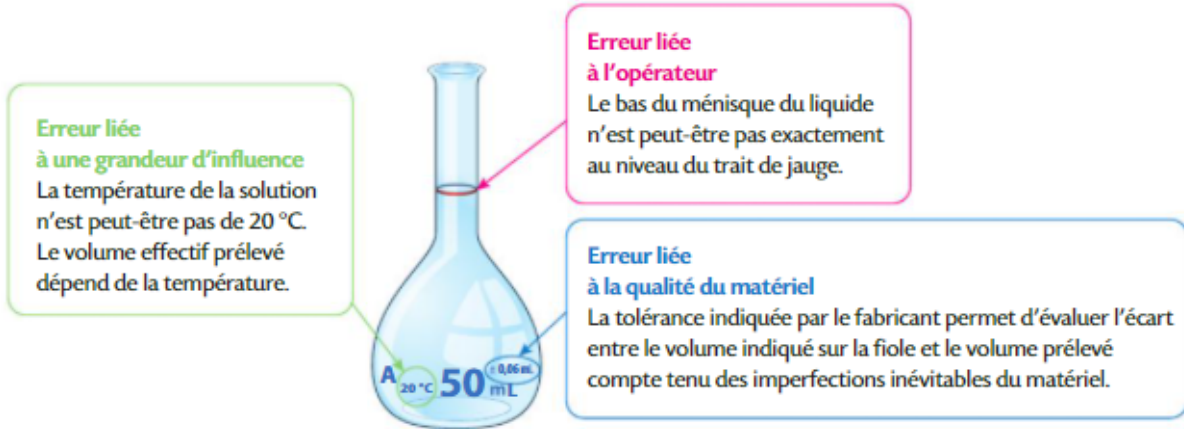 Erreur liée
à l'opérateur
Le bas du ménisque du liquide
n'est peut-être pas exactement
au niveau du trait de jauge.
Erreur liée
à une grandeur d'influence
La température de la solution
n'est peut-être pas de 20 °C.
Le volume effectif prélevé
dépend de la température.
Erreur liée
à la qualité du matériel
La tolérance indiquée par le fabricant permet d'évaluer l'écart
entre le volume indiqué sur la fiole et le volume prélevé
compte tenu des imperfections inévitables du matériel.
A 20 °C 50 mL ± 0,06 mL